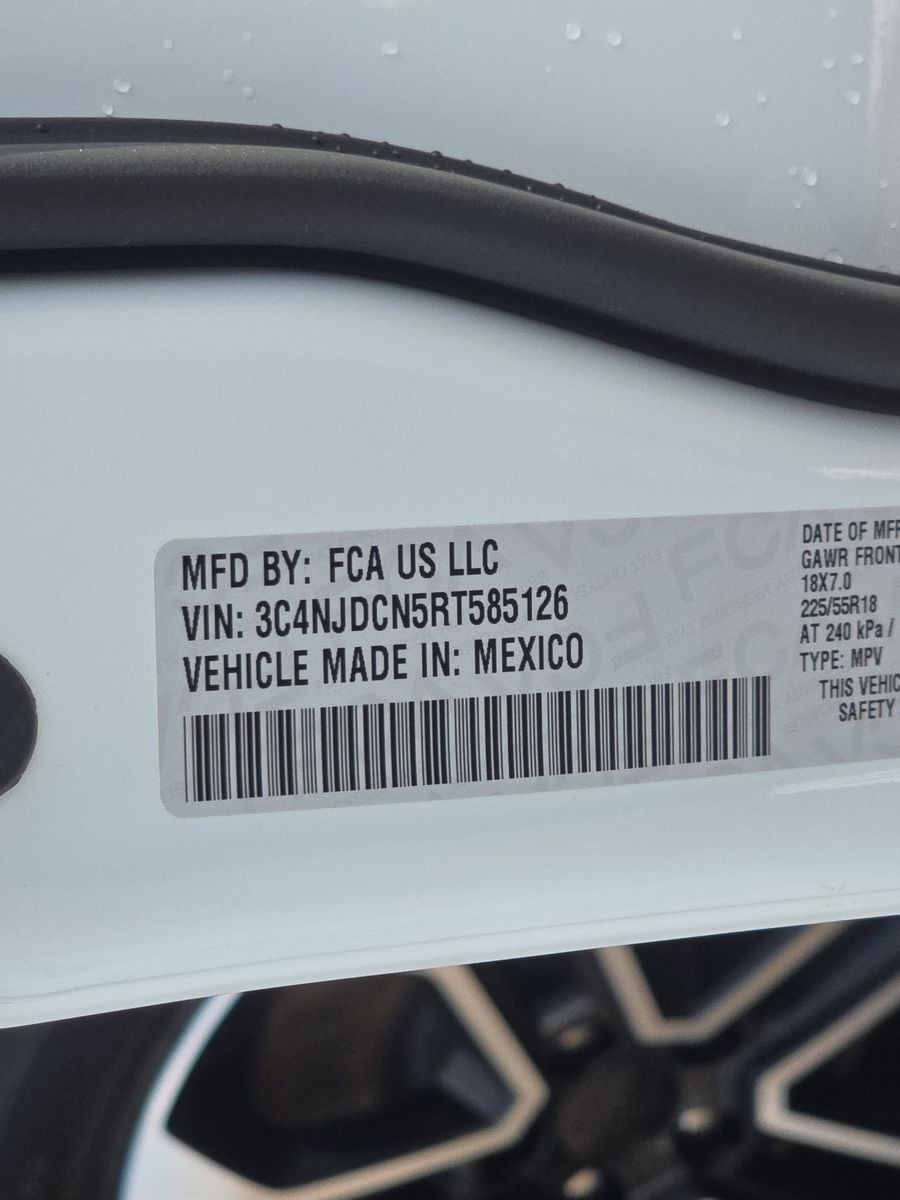 MFD BY: FCA US LLC
VIN: 3C4NJDCN5RT585126
VEHICLE MADE IN: MEXICO
DATE OF MFR
GAWR FRONT
18X7.0
225/55R18
AT 240 kPa /
TYPE: MPV
THIS VEHIC
SAFETY